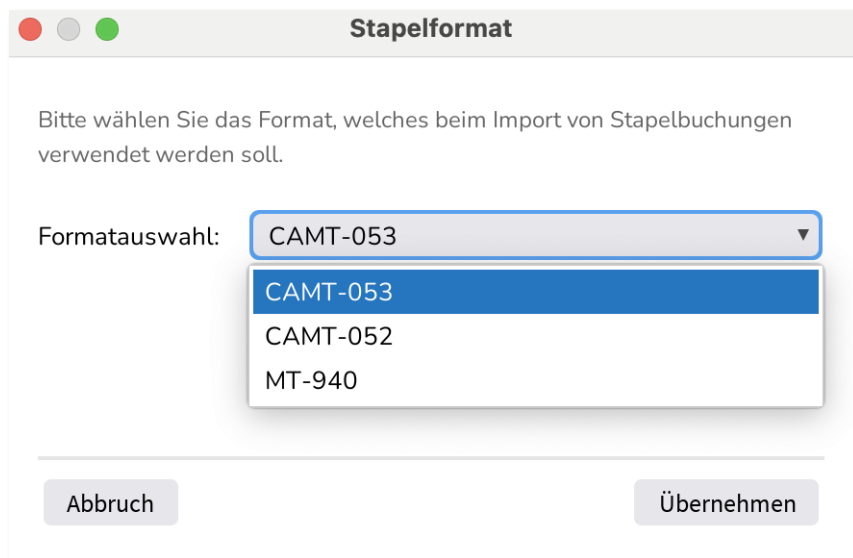 Stapelformat
Bitte wählen Sie das Format, welches beim Import von Stapelbuchungen
verwendet werden soll.
Formatauswahl: CAMT-053
CAMT-053
CAMT-052
MT-940
Abbruch Übernehmen